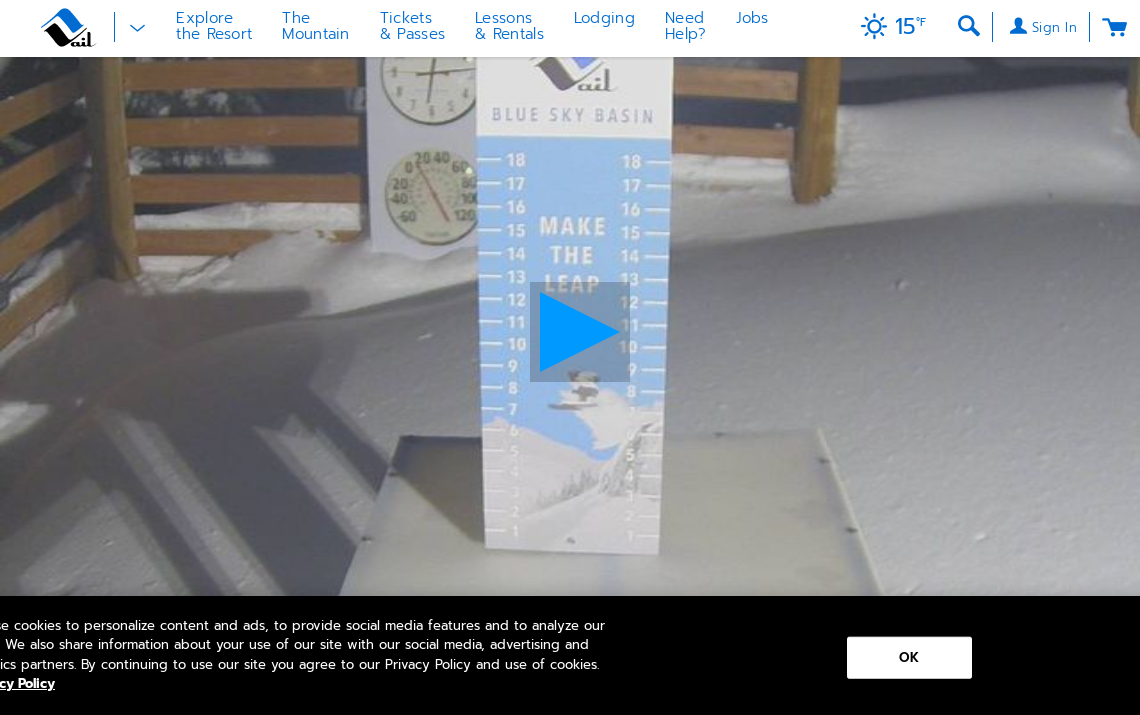 Vail
Explore
the Resort
The
Mountain
Tickets
& Passes
Lessons
& Rentals
Lodging
Need
Help?
Jobs
15 °F
Sign In
ail
BLUE SKY BASIN
18 18
17 17
16 16
15 15
14 14
13 13
12 12
11 11
10 10
9 9
8 8
7
6
5 5
4 4
3 3
2 2
1 1
MAKE
THE
LEAP
0 20 40 60
-20 80
-40 100
-60 120
cookies to personalize content and ads, to provide social media features and to analyze our
We also share information about your use of our site with our social media, advertising and
ics partners. By continuing to use our site you agree to our Privacy Policy and use of cookies.
cy Policy
OK